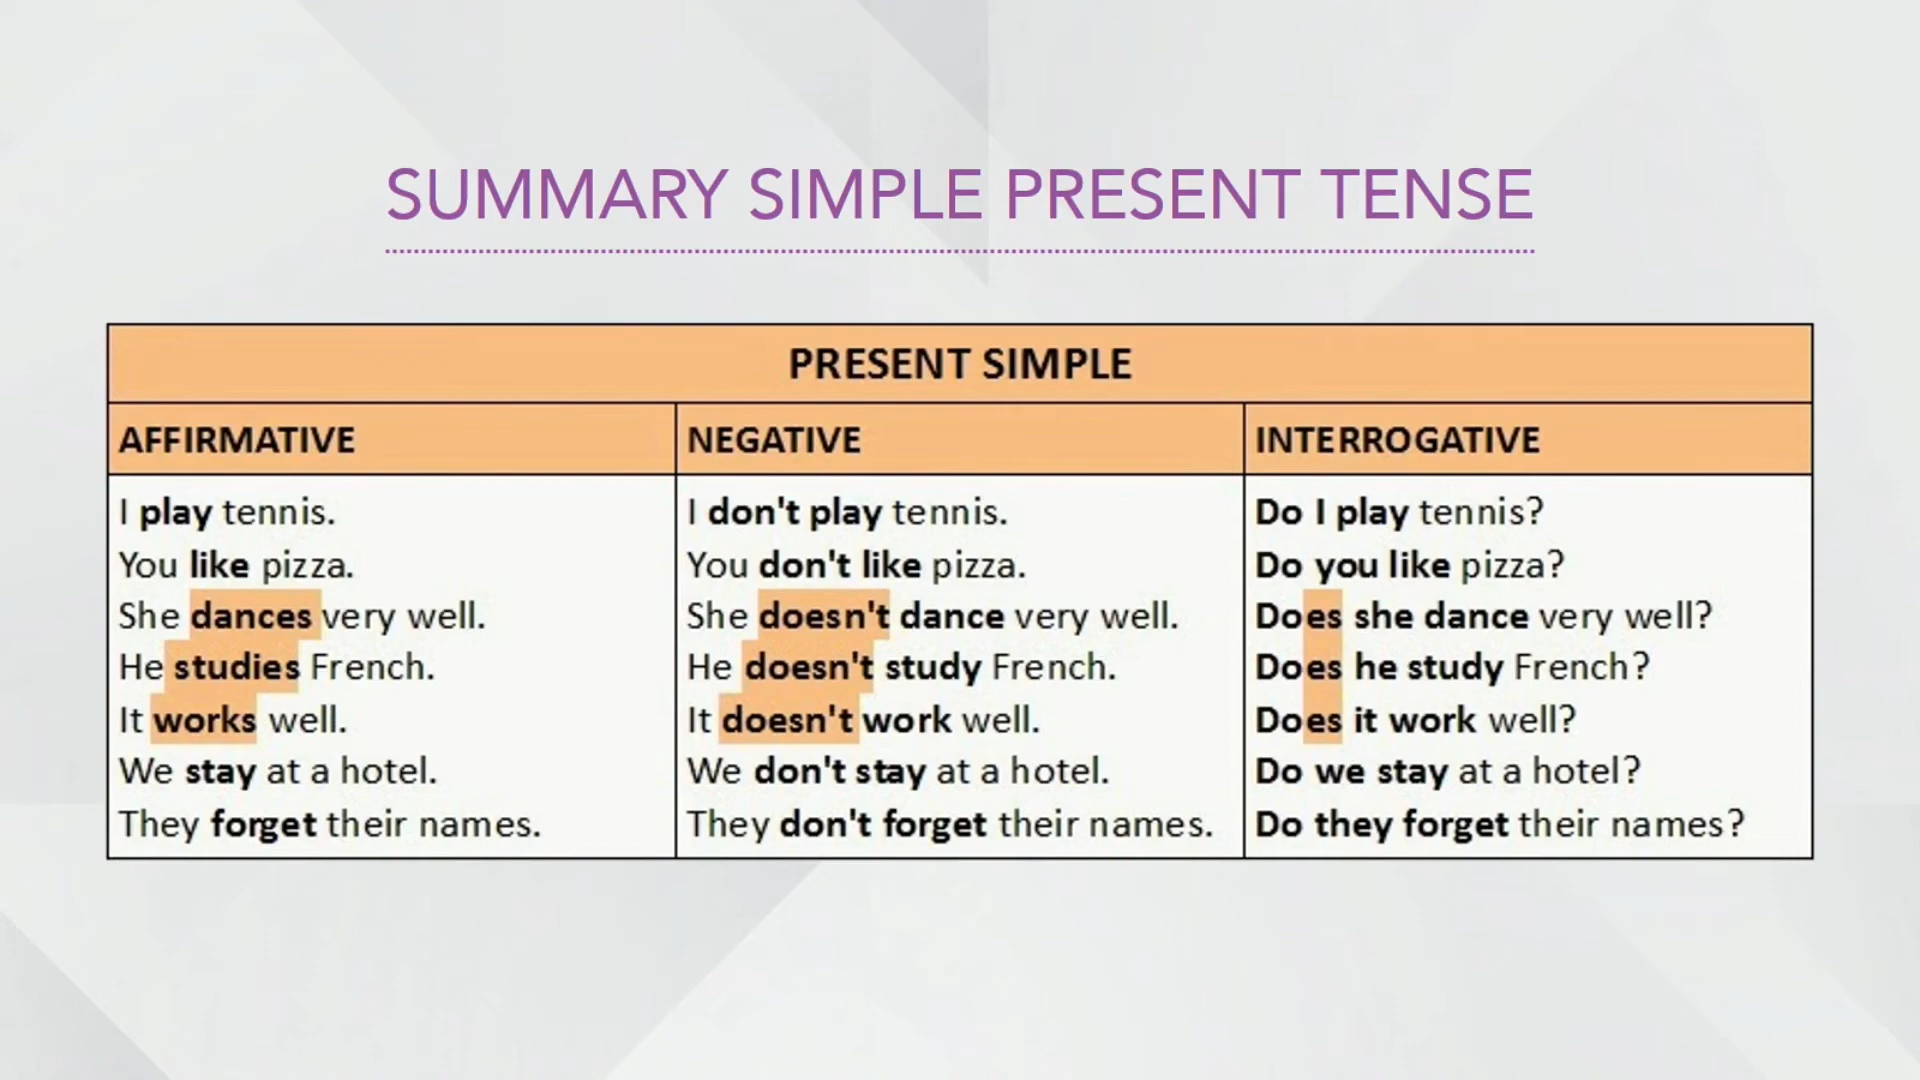 SUMMARY SIMPLE PRESENT TENSE
PRESENT SIMPLE
AFFIRMATIVE
I play tennis.
You like pizza.
She dances very well.
He studies French.
It works well.
We stay at a hotel.
They forget their names.
NEGATIVE
I don't play tennis.
You don't like pizza.
She doesn't dance very well.
He doesn't study French.
It doesn't work well.
We don't stay at a hotel.
They don't forget their names.
INTERROGATIVE
Do I play tennis?
Do you like pizza?
Does she dance very well?
Does he study French?
Does it work well?
Do we stay at a hotel?
Do they forget their names?